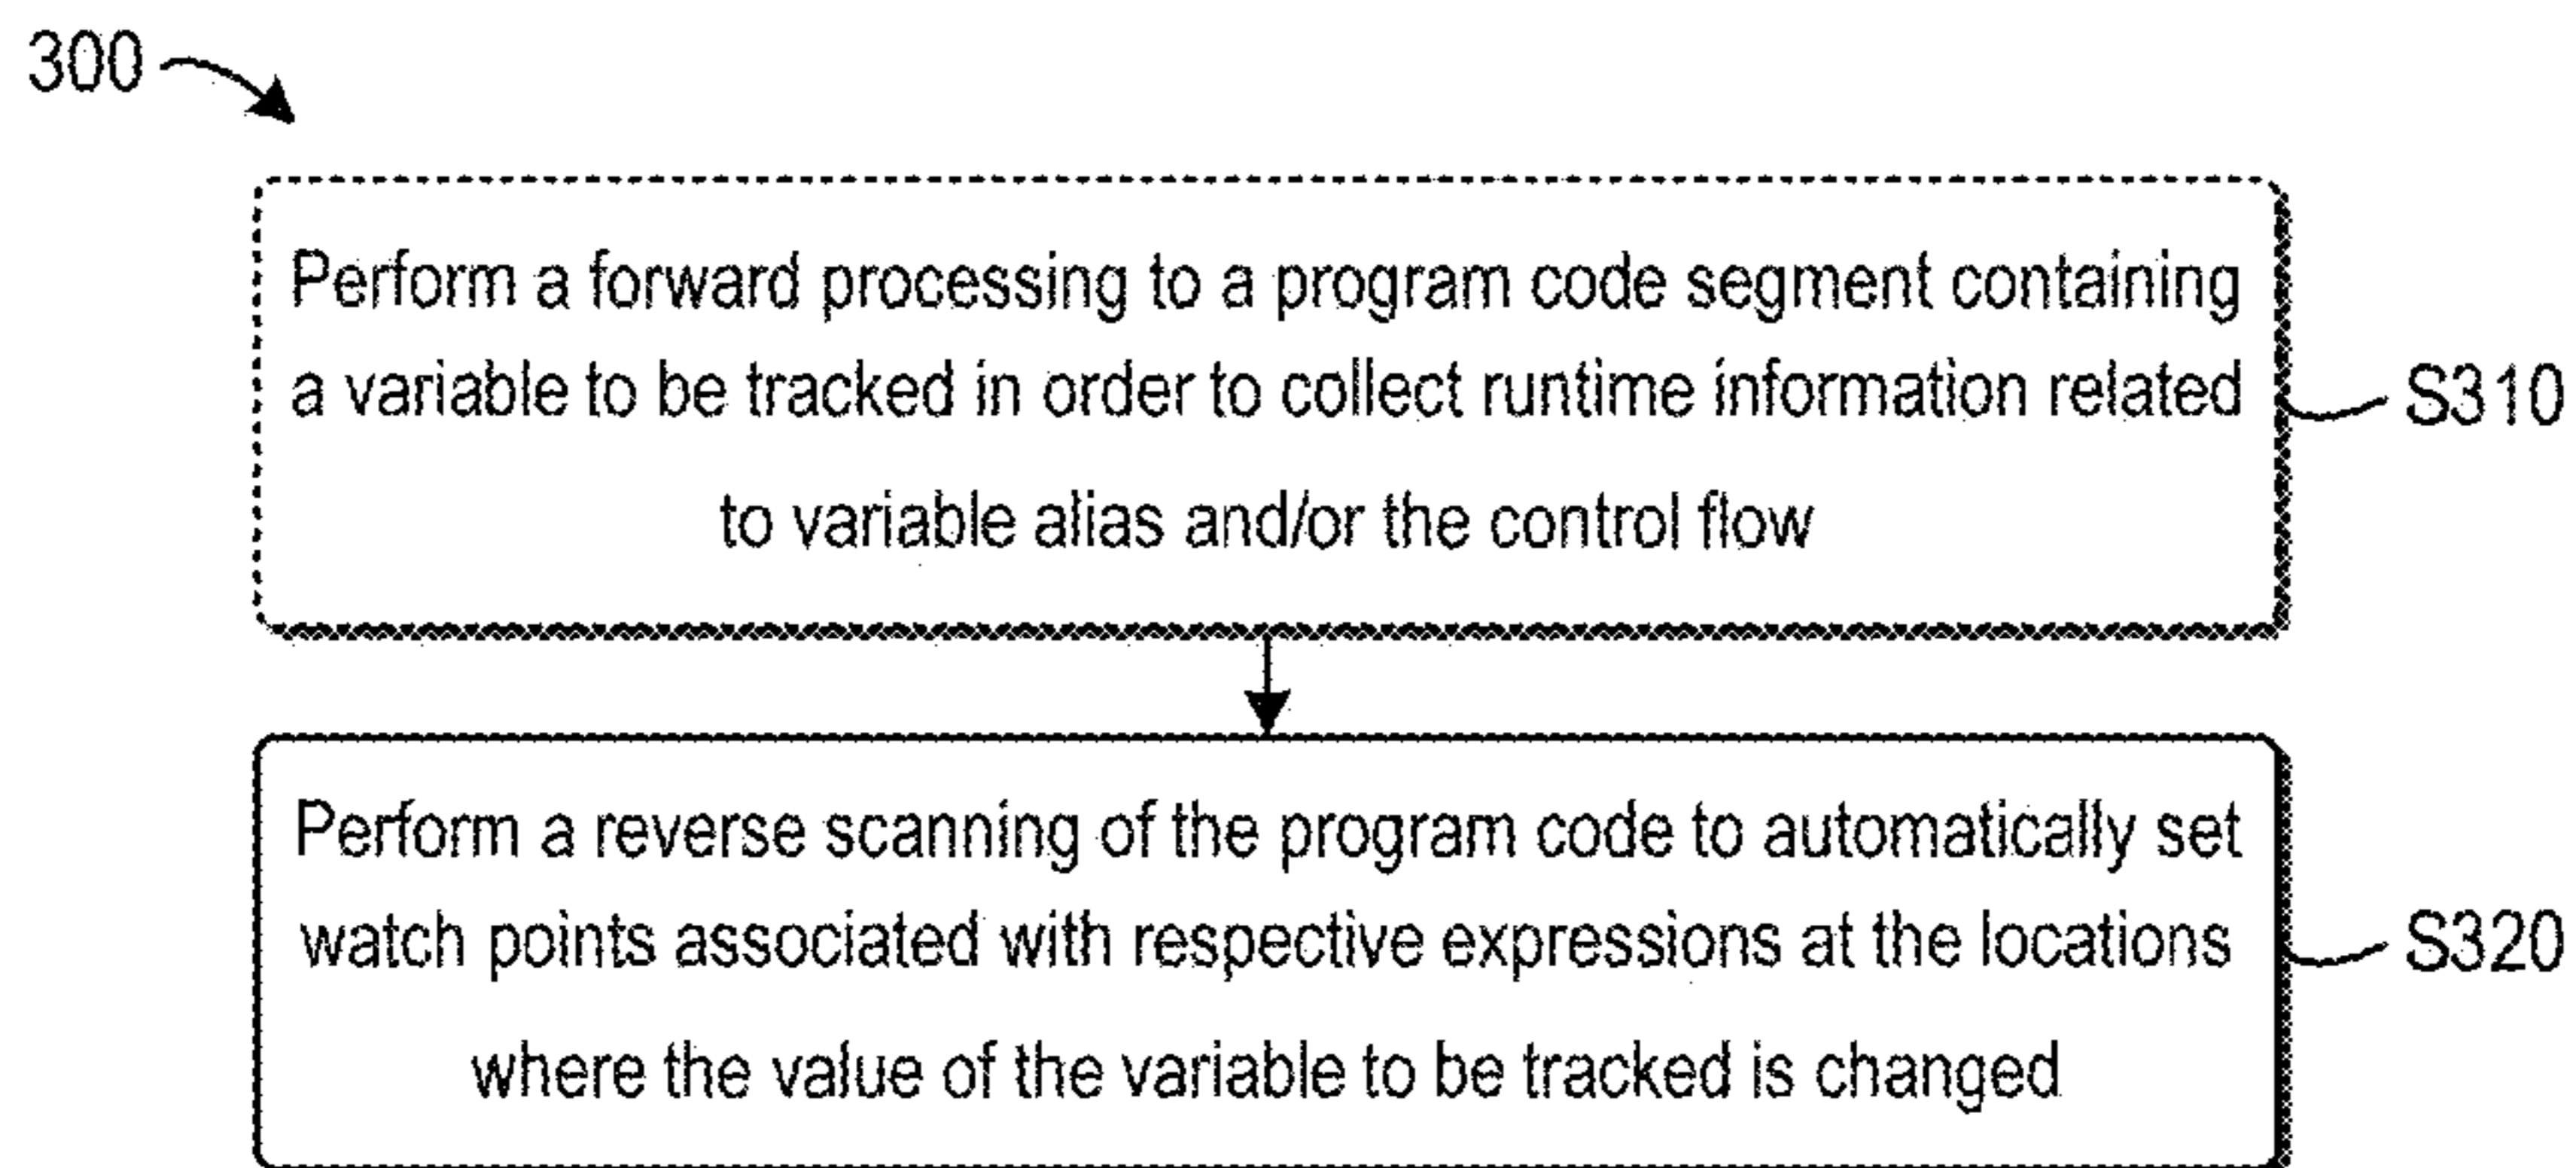 300
Perform a forward processing to a program code segment containing
a variable to be tracked in order to collect runtime information related
S310
to variable alias and/or the control flow
Perform a reverse scanning of the program code to automatically set
watch points associated with respective expressions at the locations
S320
where the value of the variable to be tracked is changed